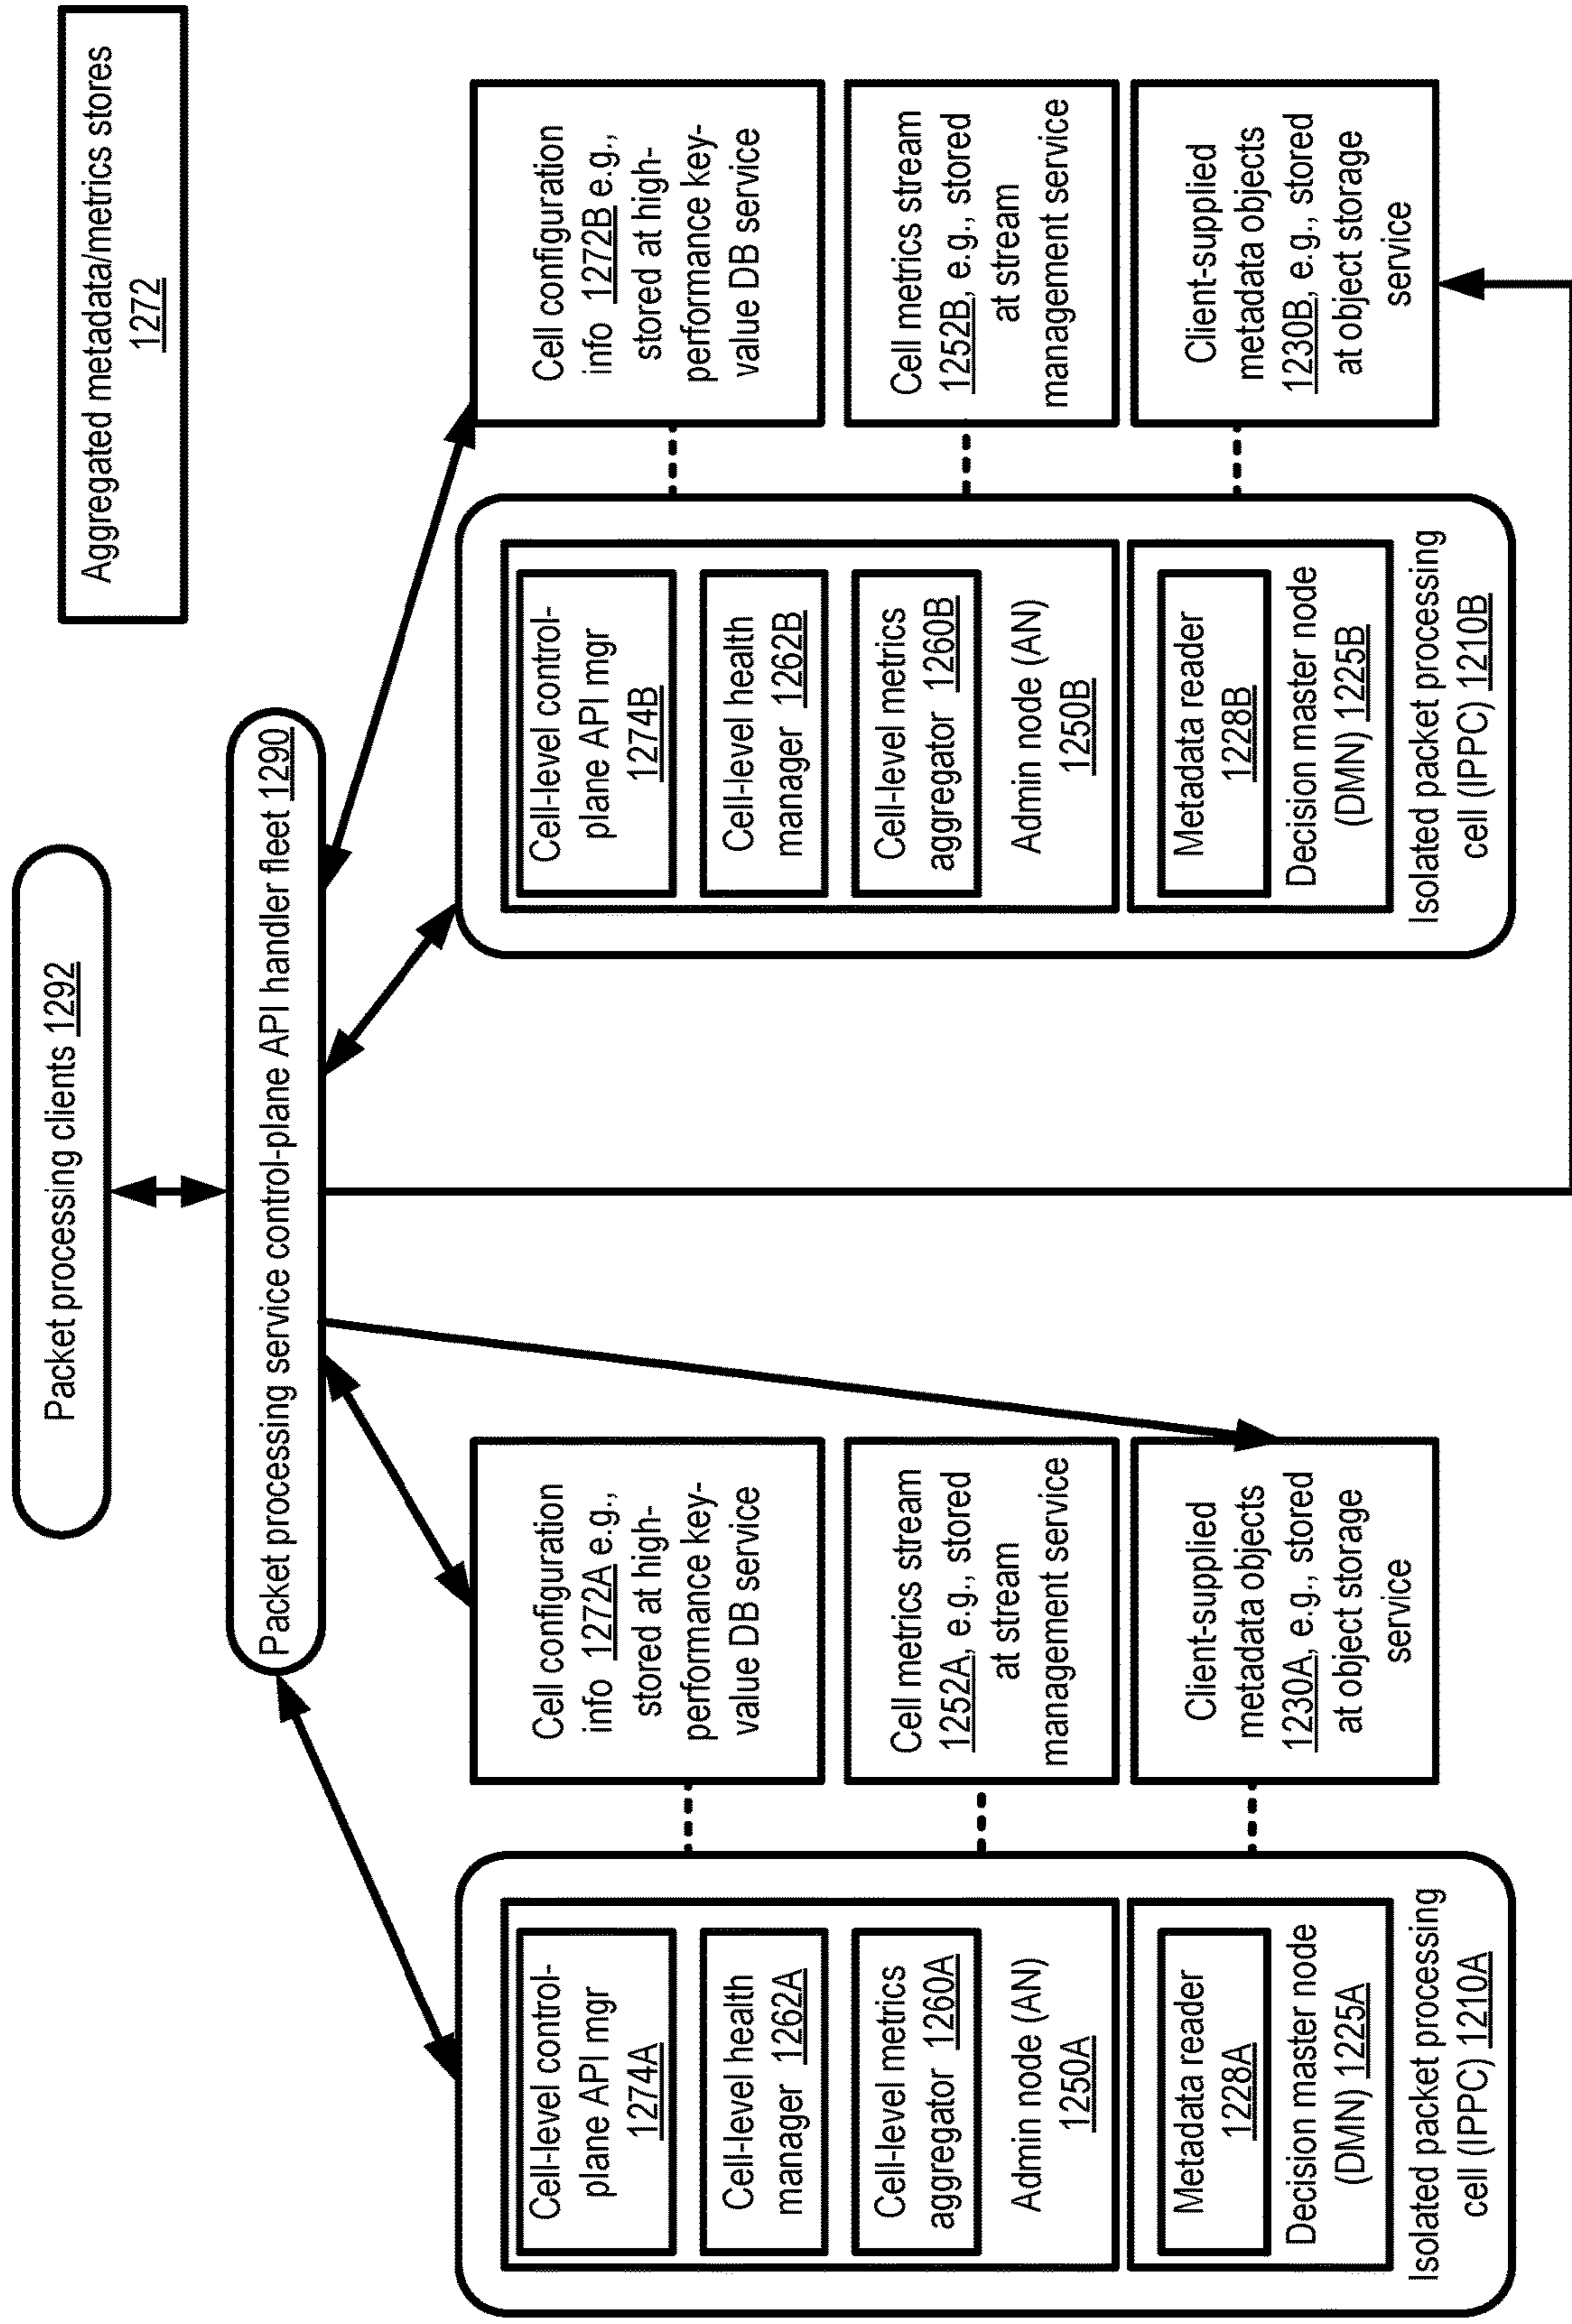 Packet processing clients 1292
Aggregated metadata/metrics stores
1272
Packet processing service control-plane API handler fleet 1290
Cell-level control-
plane API mgr
1274A
Cell-level health
manager 1262A
Cell-level metrics
aggregator 1260A
Admin node (AN)
1250A
Metadata reader
1228A
Decision master node
(DMN) 1225A
Isolated packet processing
cell (IPPC) 1210A
Cell configuration
info 1272A e.g.,
stored at high-
performance key-
value DB service
Cell metrics stream
1252A, e.g., stored
at stream
management service
Client-supplied
metadata objects
1230A, e.g., stored
at object storage
service
Cell-level control-
plane API mgr
1274B
Cell-level health
manager 1262B
Cell-level metrics
aggregator 1260B
Admin node (AN)
1250B
Metadata reader
1228B
Decision master node
(DMN) 1225B
Isolated packet processing
cell (IPPC) 1210B
Cell configuration
info 1272B e.g.,
stored at high-
performance key-
value DB service
Cell metrics stream
1252B, e.g., stored
at stream
management service
Client-supplied
metadata objects
1230B, e.g., stored
at object storage
service